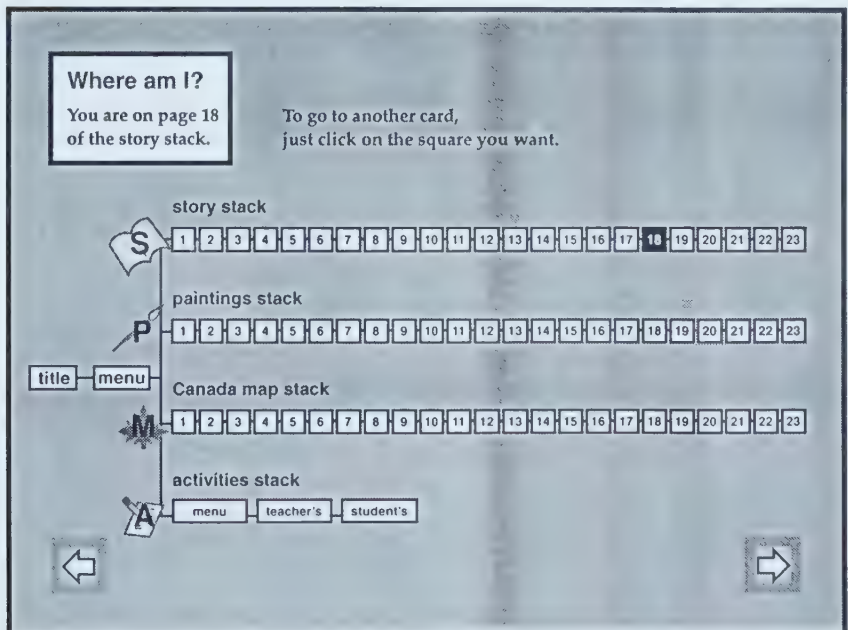 Where am I?
You are on page 18
of the story stack.
To go to another card,
just click on the square you want.
story stack
S 1 2 3 4 5 6 7 8 9 10 11 12 13 14 15 16 17 18 19 20 21 22 23
paintings stack
P 1 2 3 4 5 6 7 8 9 10 11 12 13 14 15 16 17 18 19 20 21 22 23
title menu
Canada map stack
M 1 2 3 4 5 6 7 8 9 10 11 12 13 14 15 16 17 18 19 20 21 22 23
activities stack
A menu teacher's student's